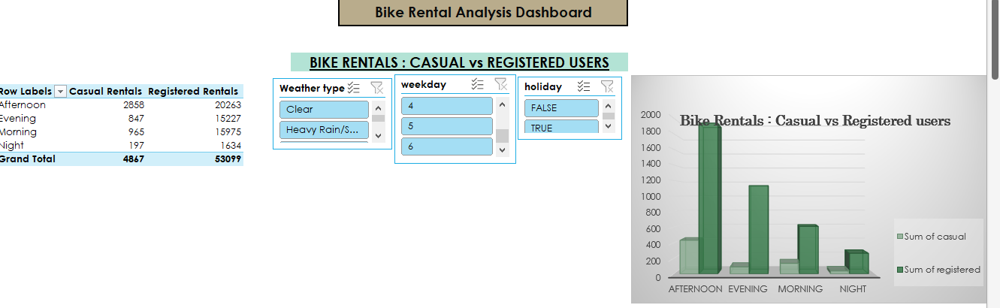 Bike Rental Analysis Dashboard
BIKE RENTALS : CASUAL vs REGISTERED USERS
Row Labels Casual Rentals Registered Rentals
Afternoon 2858 20263
Evening 847 15227
Morning 965 15975
Night 197 1634
Grand Total 4867 53099
Weather type
Clear
Heavy Rain/S...
weekday
4
5
6
holiday
FALSE
TRUE
Bike Rentals : Casual vs Registered users
2000
1800
1600
1400
1200
1000
800
600
400
200
0
AFTERNOON EVENING MORNING NIGHT
Sum of casual
Sum of registered